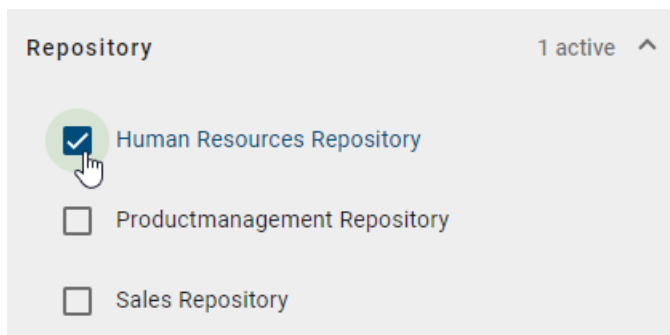 Repository 1 active
Human Resources Repository
Productmanagement Repository
Sales Repository